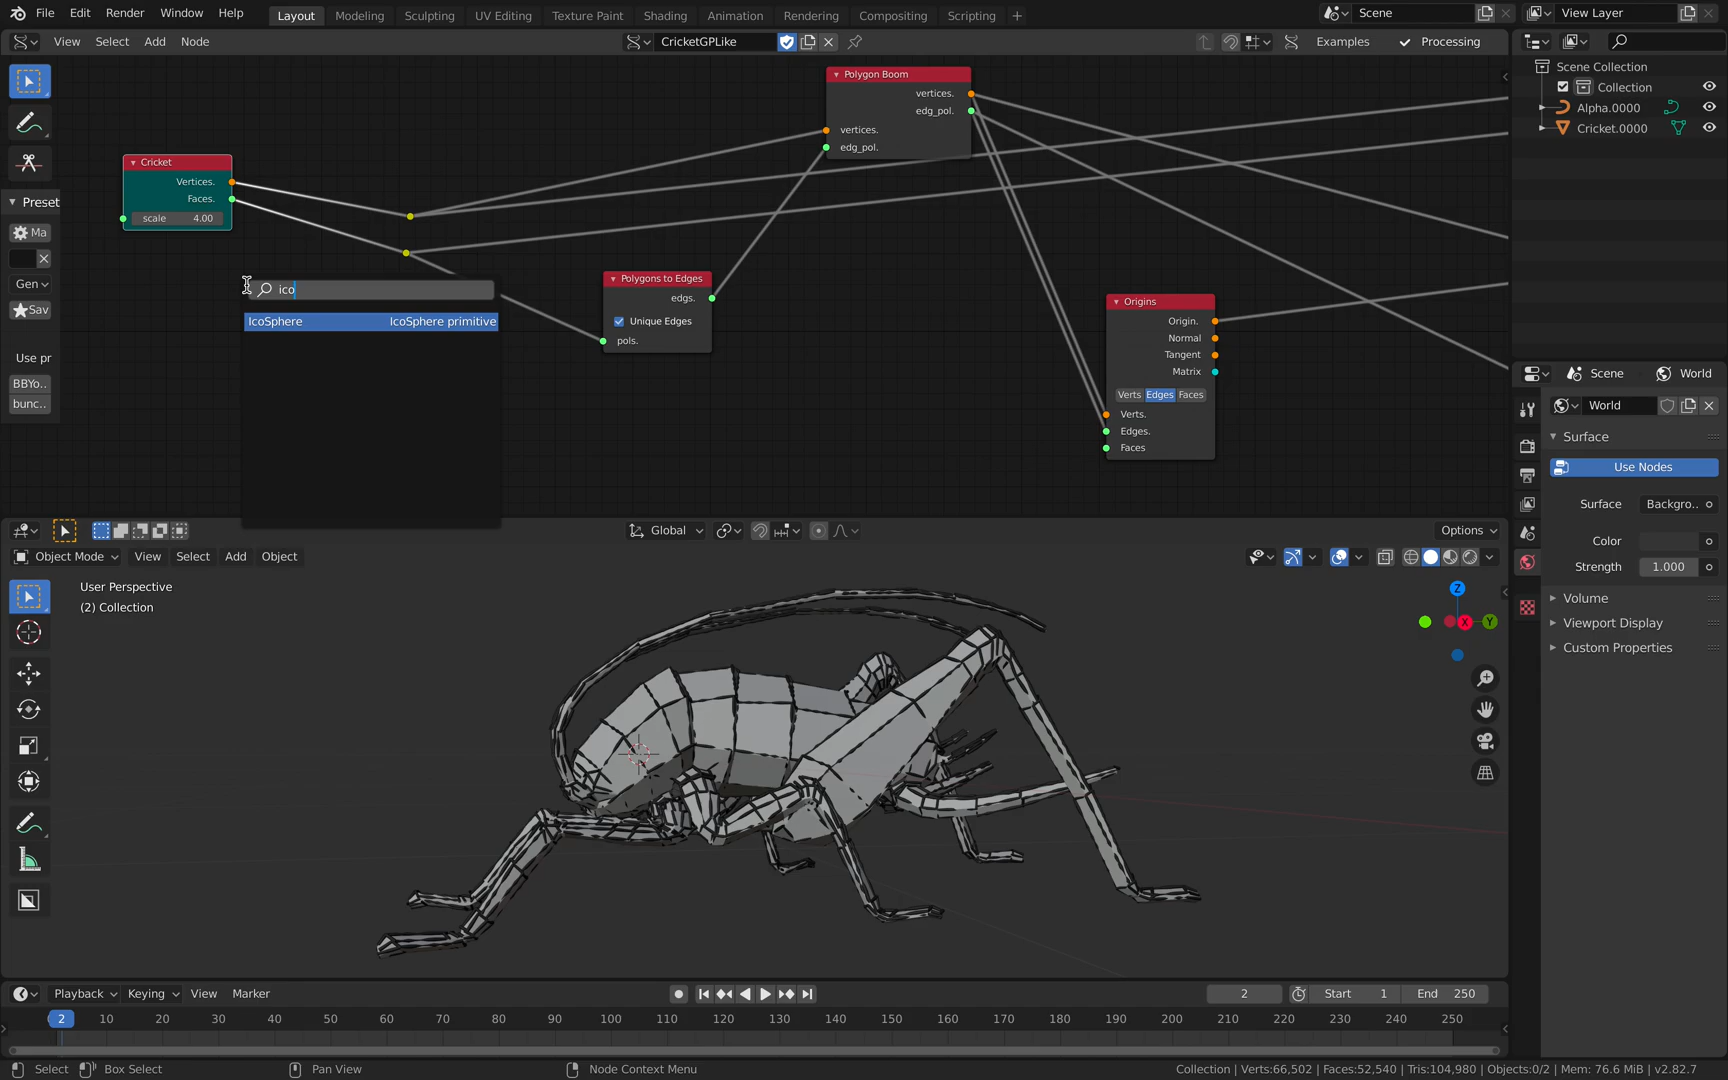 File Edit Render Window Help Layout Modeling Sculpting UV Editing Texture Paint Shading Animation Rendering Compositing Scripting + Scene View Layer
View Select Add Node CricketGPLike Examples Processing
Scene Collection
Collection
Alpha.0000
Cricket.0000
Polygon Boom
vertices.
edg_pol.
vertices.
edg_pol.
Cricket
Vertices.
Faces.
scale 4.00
Preset
Ma
Gen
Sav
Use pr
BBYo..
bunc..
ico
IcoSphere IcoSphere primitive
Polygons to Edges
edgs.
Unique Edges
pols.
Origins
Origin.
Normal
Tangent
Matrix
Verts Edges Faces
Verts.
Edges.
Faces
Scene World
World
Surface
Use Nodes
Surface Backgro..
Color
Strength 1.000
Volume
Viewport Display
Custom Properties
Global Options
Object Mode View Select Add Object
User Perspective
(2) Collection
Z
X
Y
Playback Keying View Marker 2 Start 1 End 250
2 10 20 30 40 50 60 70 80 90 100 110 120 130 140 150 160 170 180 190 200 210 220 230 240 250
Select Box Select Pan View Node Context Menu Collection | Verts:66,502 | Faces:52,540 | Tris:104,980 | Objects:0/2 | Mem: 76.6 MiB | v2.82.7